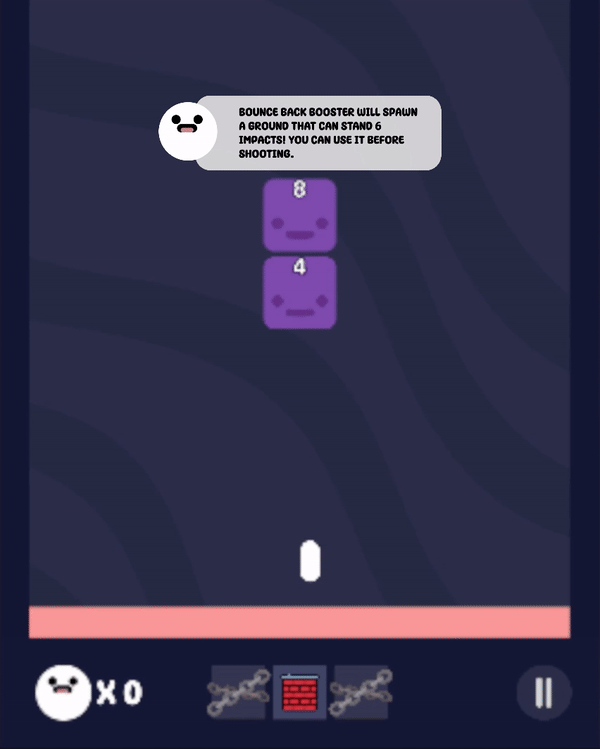 BOUNCE BACK BOOSTER WILL SPAWN
A GROUND THAT CAN STAND 6
IMPACTS! YOU CAN USE IT BEFORE
SHOOTING.
8
4
X 0